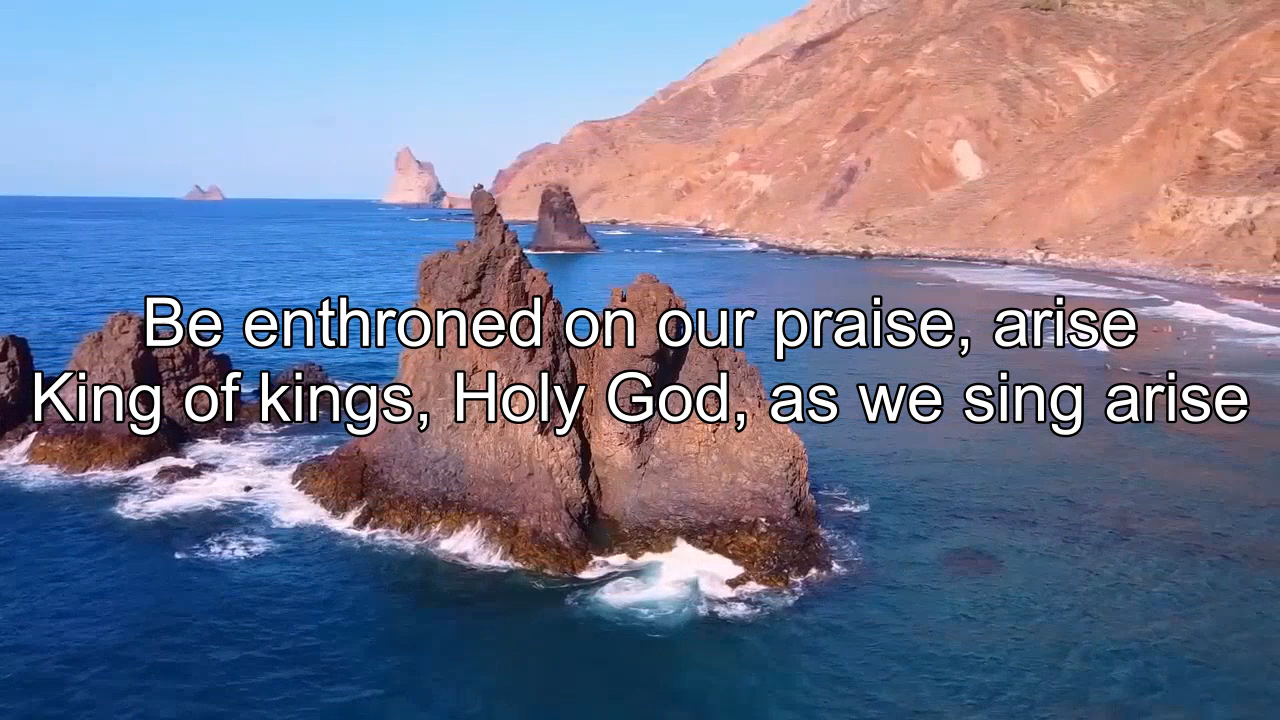 Be enthroned on our praise, arise
King of kings, Holy God, as we sing arise